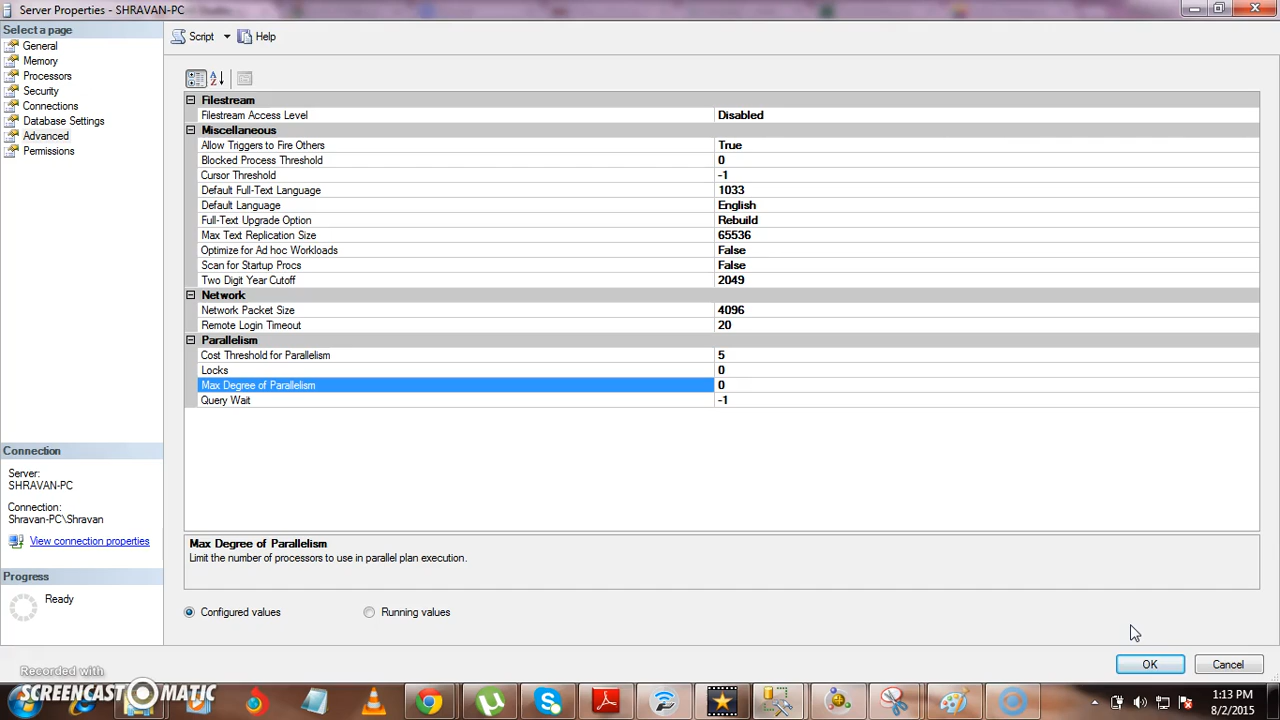 Server Properties - SHRAVAN-PC
Select a page
General
Memory
Processors
Security
Connections
Database Settings
Advanced
Permissions
Script
Help
Filestream
Filestream Access Level Disabled
Miscellaneous
Allow Triggers to Fire Others True
Blocked Process Threshold 0
Cursor Threshold -1
Default Full-Text Language 1033
Default Language English
Full-Text Upgrade Option Rebuild
Max Text Replication Size 65536
Optimize for Ad hoc Workloads False
Scan for Startup Procs False
Two Digit Year Cutoff 2049
Network
Network Packet Size 4096
Remote Login Timeout 20
Parallelism
Cost Threshold for Parallelism 5
Locks 0
Max Degree of Parallelism 0
Query Wait -1
Connection
Server:
SHRAVAN-PC
Connection:
Shravan-PC\Shravan
View connection properties
Progress
Ready
Max Degree of Parallelism
Limit the number of processors to use in parallel plan execution.
Configured values
Running values
OK
Cancel
Recorded with
SCREENCAST MATIC
1:13 PM
8/2/2015